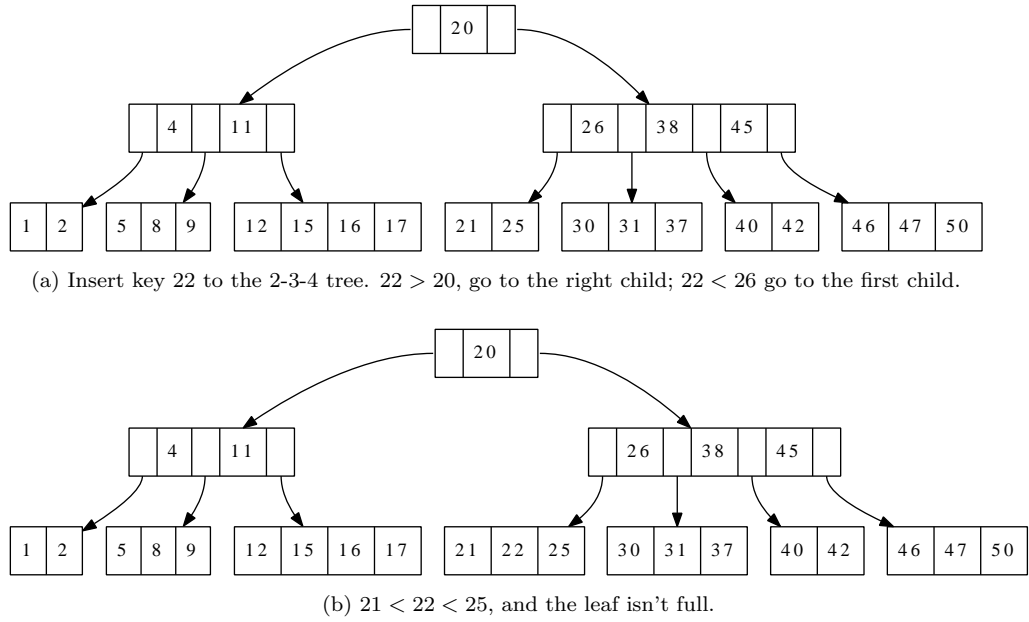 20
4 11 26 38 45
1 2 5 8 9 12 15 16 17 21 25 30 31 37 40 42 46 47 50
(a) Insert key 22 to the 2-3-4 tree. 22 > 20, go to the right child; 22 < 26 go to the first child.
20
4 11 26 38 45
1 2 5 8 9 12 15 16 17 21 22 25 30 31 37 40 42 46 47 50
(b) 21 < 22 < 25, and the leaf isn't full.